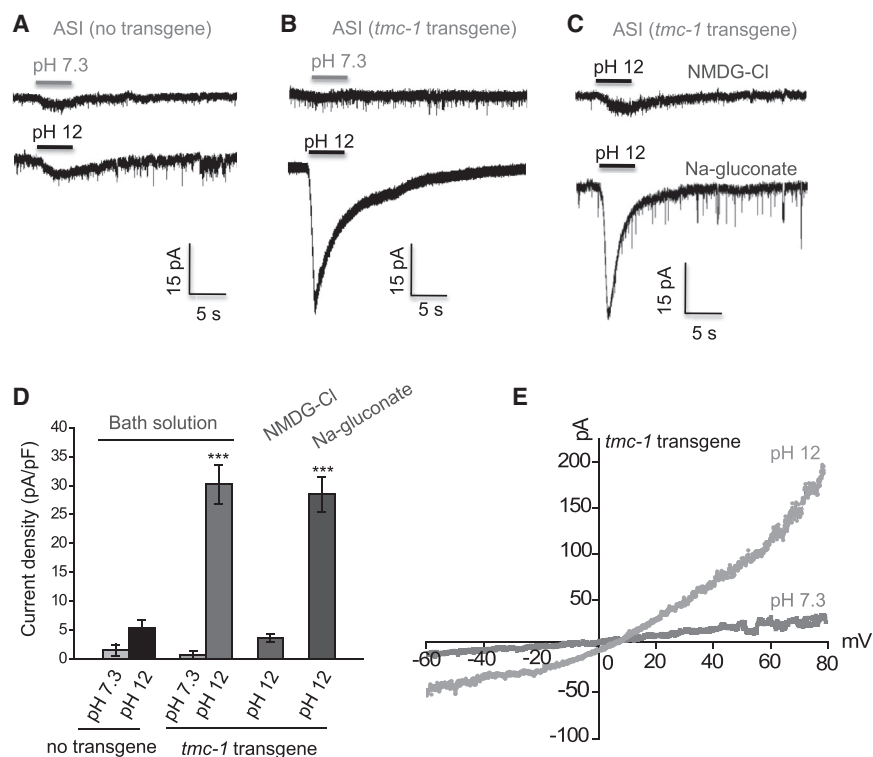 A
ASI (no transgene)
pH 7.3
pH 12
15 pA
5 s
B
ASI (tmc-1 transgene)
pH 7.3
pH 12
15 pA
5 s
C
ASI (tmc-1 transgene)
pH 12
NMDG-Cl
pH 12
Na-gluconate
15 pA
5 s
D
Bath solution
NMDG-Cl
Na-gluconate
Current density (pA/pF)
40
35
30
25
20
15
10
5
0
***
***
pH 7.3
pH 12
pH 7.3
pH 12
pH 12
pH 12
no transgene
tmc-1 transgene
E
pA
tmc-1 transgene
pH 12
pH 7.3
200
150
100
50
-50
-100
-60
-40
-20
0
20
40
60
80
mV